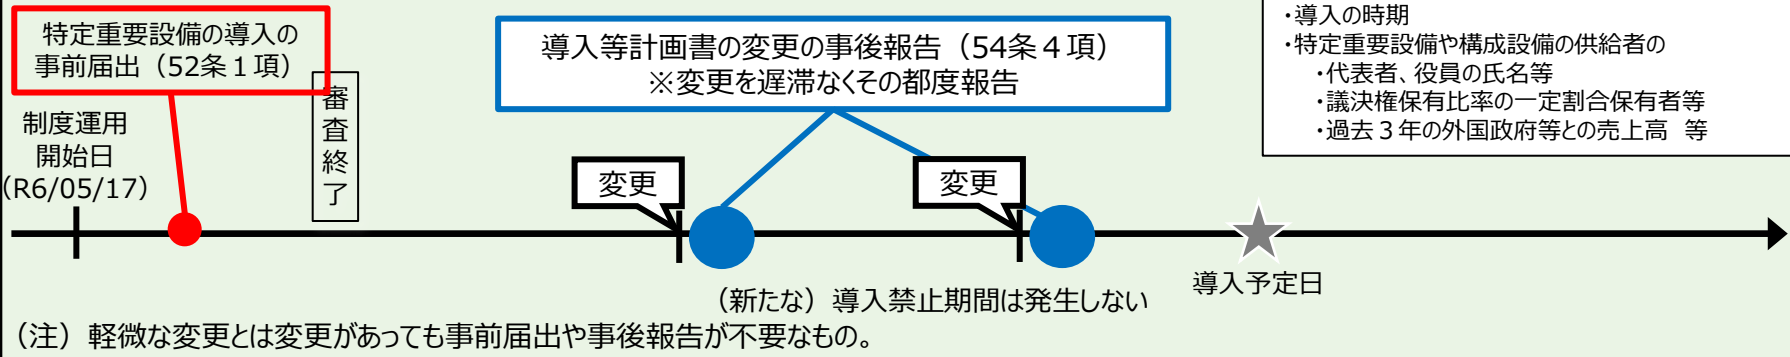 特定重要設備の導入の
事前届出（52条１項）
導入等計画書の変更の事後報告（54条４項）
※変更を遅滞なくその都度報告
・導入の時期
・特定重要設備や構成設備の供給者の
・代表者、役員の氏名等
・議決権保有比率の一定割合保有者等
・過去３年の外国政府等との売上高　等
制度運用
開始日
（R6/05/17）
審査終了
変更
変更
導入予定日
（新たな）導入禁止期間は発生しない
（注）軽微な変更とは変更があっても事前届出や事後報告が不要なもの。